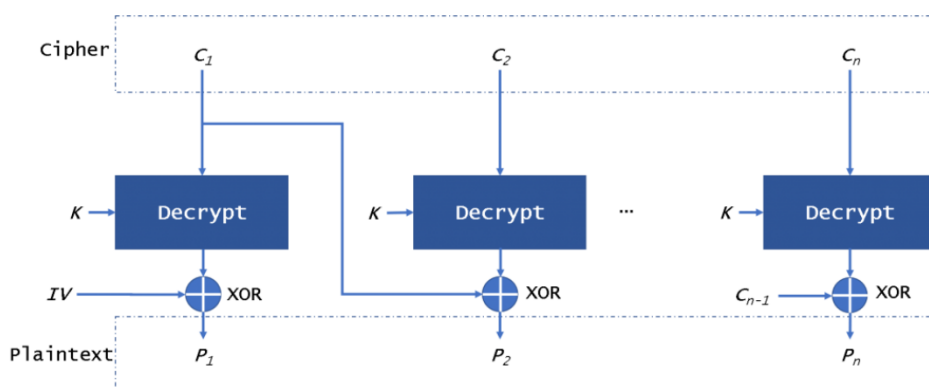 Cipher C₁ C₂ Cₙ
K Decrypt K Decrypt ... K Decrypt
IV XOR XOR Cₙ₋₁ XOR
Plaintext P₁ P₂ Pₙ